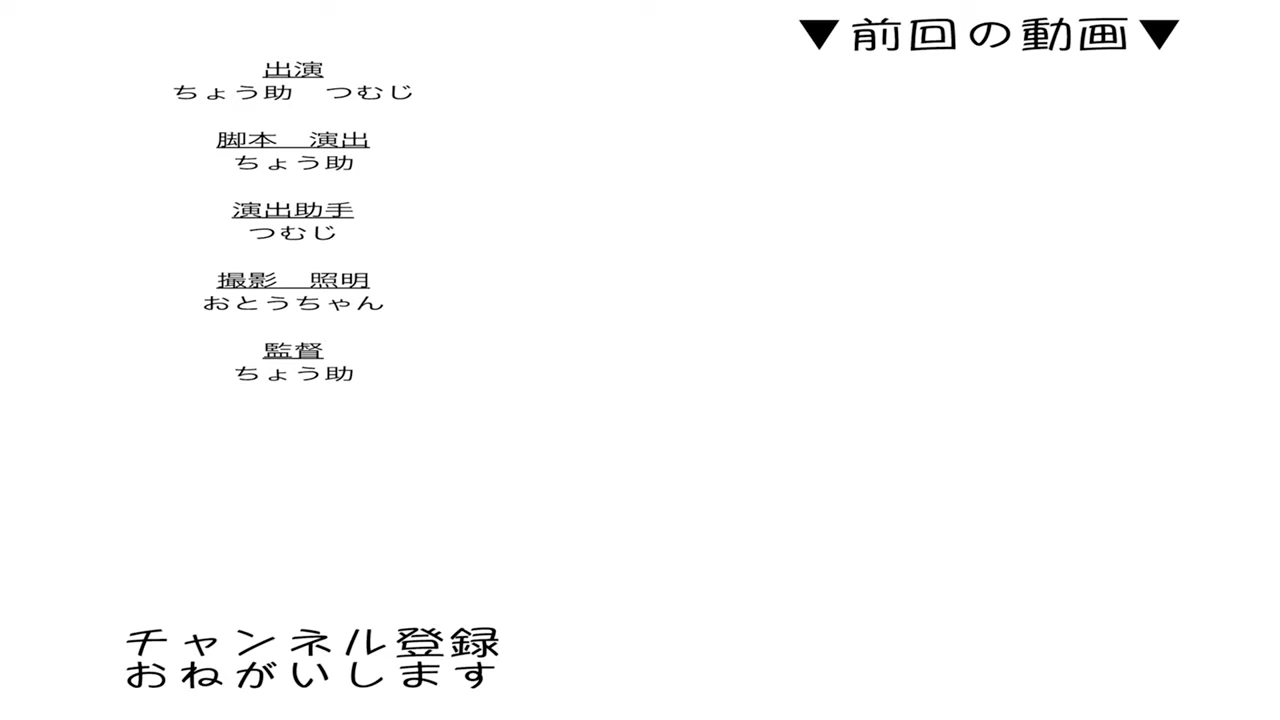 ▼前回の動画▼
出演
ちょう助　つむじ
脚本　演出
ちょう助
演出助手
つむじ
撮影　照明
おとうちゃん
監督
ちょう助
チャンネル登録
おねがいします